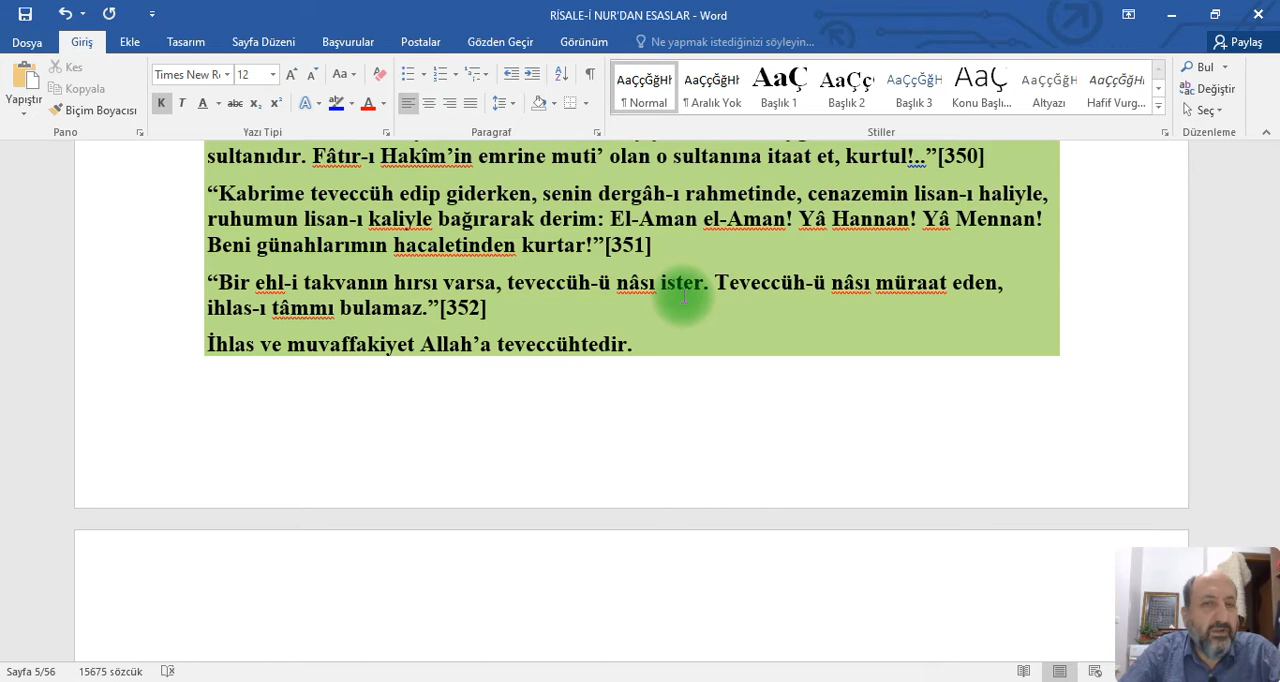 RİSALE-İ NUR'DAN ESASLAR - Word
Dosya Giriş Ekle Tasarım Sayfa Düzeni Başvurular Postalar Gözden Geçir Görünüm Ne yapmak istediğinizi söyleyin... Paylaş
Yapıştır
Kes
Kopyala
Biçim Boyacısı
Pano
Times New Ro 12
Yazı Tipi
Paragraf
AaÇçĞğHł AaÇçĞğHł AaÇ AaÇç AaÇçĞğH AaÇ AaÇçĞğHł AaÇçĞğHi
¶ Normal ¶ Aralık Yok Başlık 1 Başlık 2 Başlık 3 Konu Başlı... Altyazı Hafif Vurg...
Stiller
Bul
Değiştir
Seç
Düzenleme
sultanıdır. Fâtır-ı Hakîm’in emrine muti’ olan o sultanına itaat et, kurtul!..”[350]
“Kabrime teveccüh edip giderken, senin dergâh-ı rahmetinde, cenazemin lisan-ı haliyle,
ruhumun lisan-ı kaliyle bağırarak derim: El-Aman el-Aman! Yâ Hannan! Yâ Mennan!
Beni günahlarımın hacaletinden kurtar!”[351]
“Bir ehl-i takvanın hırsı varsa, teveccüh-ü nâsı ister. Teveccüh-ü nâsı müraat eden,
ihlas-ı tâmmı bulamaz.”[352]
İhlas ve muvaffakiyet Allah’a teveccühtedir.
Sayfa 5/56 15675 sözcük